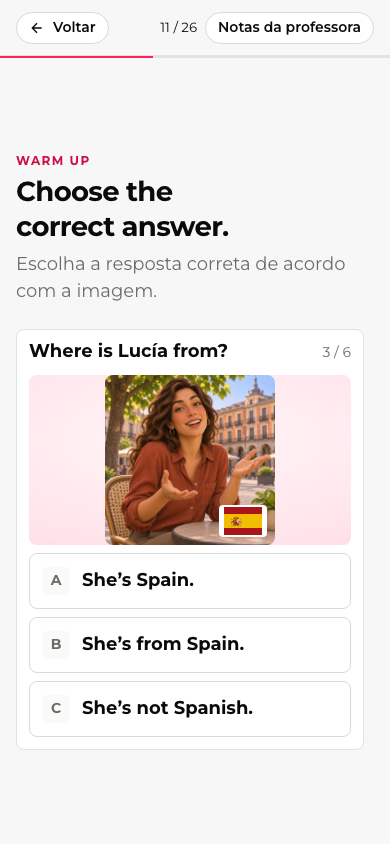 Voltar
11 / 26
Notas da professora
WARM UP
Choose the
correct answer.
Escolha a resposta correta de acordo
com a imagem.
Where is Lucía from?
3 / 6
A
She’s Spain.
B
She’s from Spain.
C
She’s not Spanish.